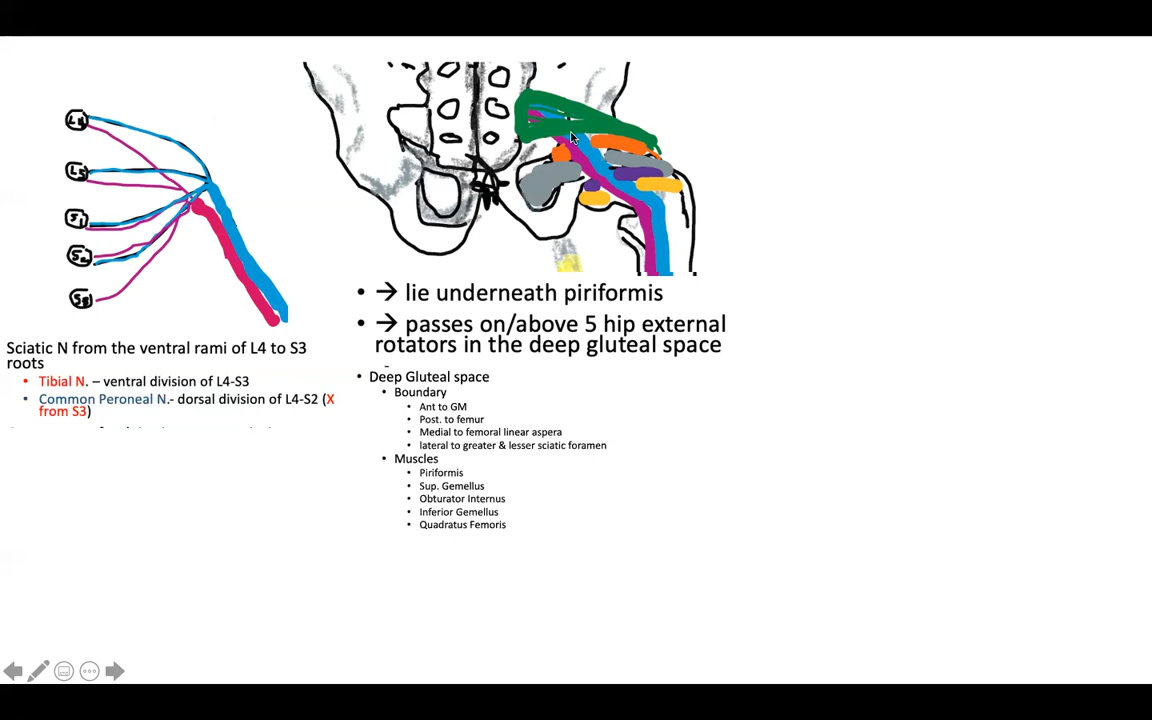 L4
L5
S1
S2
S3
Sciatic N from the ventral rami of L4 to S3
roots
• Tibial N. – ventral division of L4-S3
• Common Peroneal N.- dorsal division of L4-S2 (X
from S3)
• → lie underneath piriformis
• → passes on/above 5 hip external
rotators in the deep gluteal space
• Deep Gluteal space
• Boundary
• Ant to GM
• Post. to femur
• Medial to femoral linear aspera
• lateral to greater & lesser sciatic foramen
• Muscles
• Piriformis
• Sup. Gemellus
• Obturator Internus
• Inferior Gemellus
• Quadratus Femoris